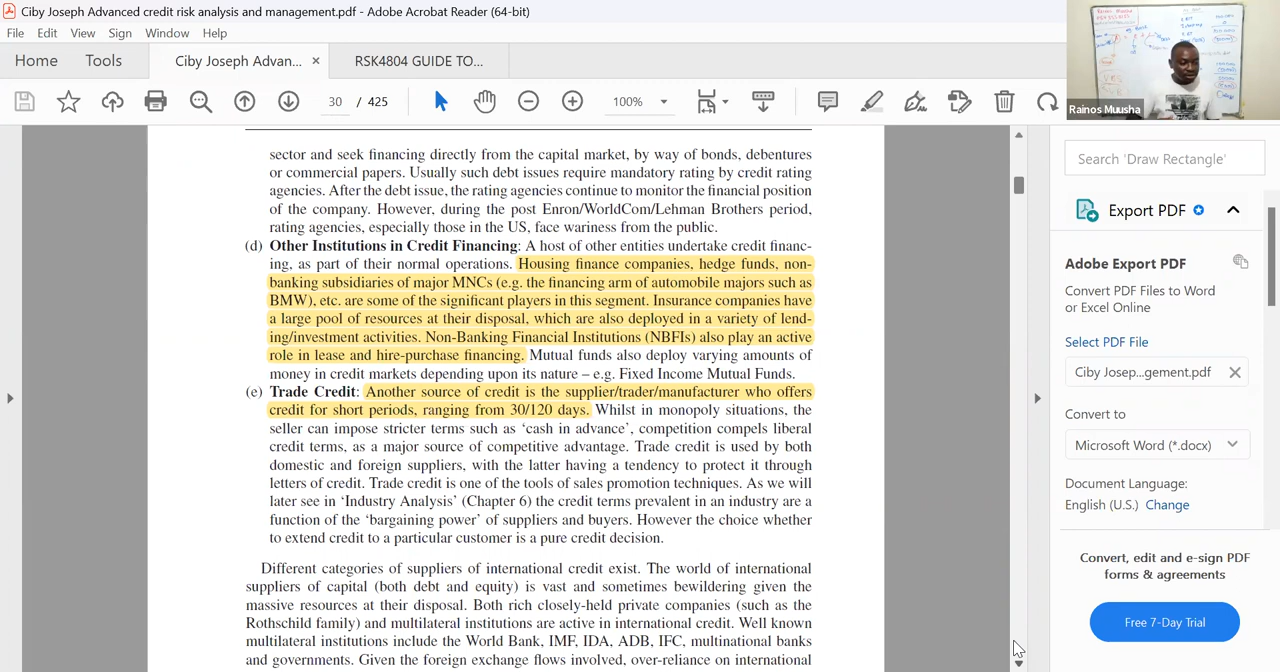 Ciby Joseph Advanced credit risk analysis and management.pdf - Adobe Acrobat Reader (64-bit)
File Edit View Sign Window Help
Home Tools Ciby Joseph Advan... × RSK4804 GUIDE TO...
30 / 425 100%
Rainos Muusha
sector and seek financing directly from the capital market, by way of bonds, debentures
or commercial papers. Usually such debt issues require mandatory rating by credit rating
agencies. After the debt issue, the rating agencies continue to monitor the financial position
of the company. However, during the post Enron/WorldCom/Lehman Brothers period,
rating agencies, especially those in the US, face wariness from the public.
(d) Other Institutions in Credit Financing: A host of other entities undertake credit financ-
ing, as part of their normal operations. Housing finance companies, hedge funds, non-
banking subsidiaries of major MNCs (e.g. the financing arm of automobile majors such as
BMW), etc. are some of the significant players in this segment. Insurance companies have
a large pool of resources at their disposal, which are also deployed in a variety of lend-
ing/investment activities. Non-Banking Financial Institutions (NBFIs) also play an active
role in lease and hire-purchase financing. Mutual funds also deploy varying amounts of
money in credit markets depending upon its nature – e.g. Fixed Income Mutual Funds.
(e) Trade Credit: Another source of credit is the supplier/trader/manufacturer who offers
credit for short periods, ranging from 30/120 days. Whilst in monopoly situations, the
seller can impose stricter terms such as ‘cash in advance’, competition compels liberal
credit terms, as a major source of competitive advantage. Trade credit is used by both
domestic and foreign suppliers, with the latter having a tendency to protect it through
letters of credit. Trade credit is one of the tools of sales promotion techniques. As we will
later see in ‘Industry Analysis’ (Chapter 6) the credit terms prevalent in an industry are a
function of the ‘bargaining power’ of suppliers and buyers. However the choice whether
to extend credit to a particular customer is a pure credit decision.
Different categories of suppliers of international credit exist. The world of international
suppliers of capital (both debt and equity) is vast and sometimes bewildering given the
massive resources at their disposal. Both rich closely-held private companies (such as the
Rothschild family) and multilateral institutions are active in international credit. Well known
multilateral institutions include the World Bank, IMF, IDA, ADB, IFC, multinational banks
and governments. Given the foreign exchange flows involved, over-reliance on international
Search 'Draw Rectangle'
Export PDF
Adobe Export PDF
Convert PDF Files to Word
or Excel Online
Select PDF File
Ciby Josep...gement.pdf
Convert to
Microsoft Word (*.docx)
Document Language:
English (U.S.) Change
Convert, edit and e-sign PDF
forms & agreements
Free 7-Day Trial